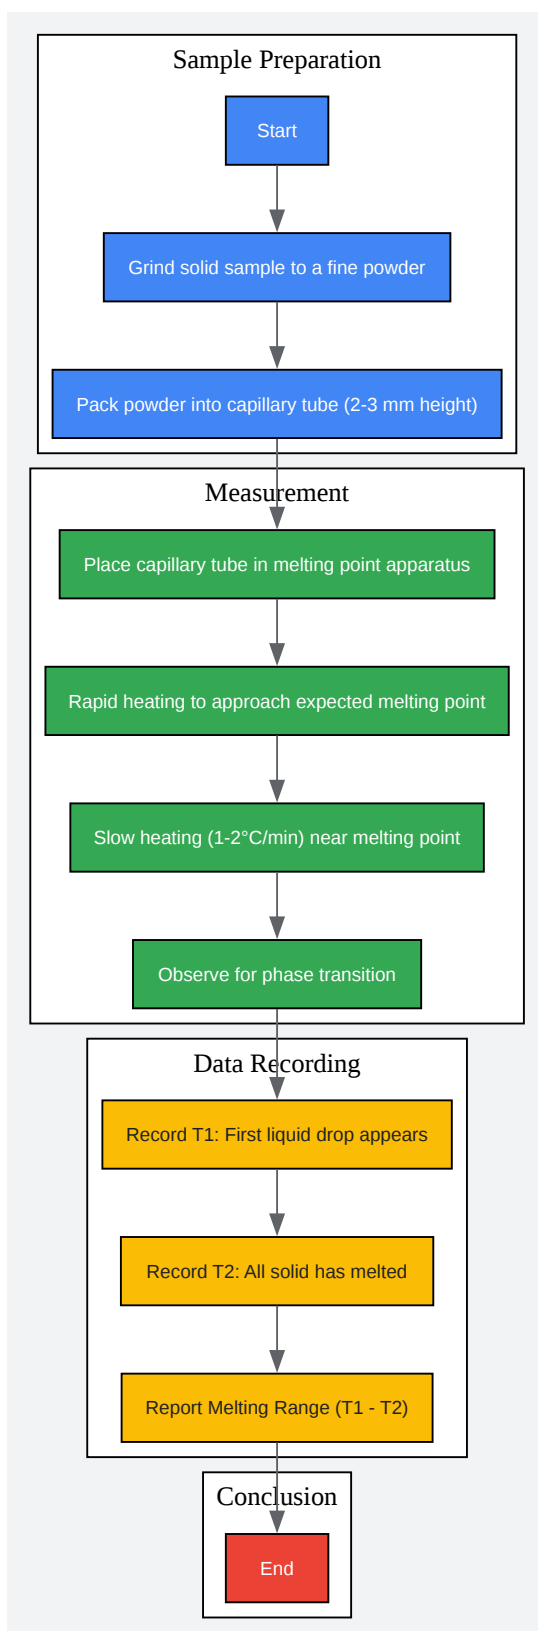 Sample Preparation
Start
Grind solid sample to a fine powder
Pack powder into capillary tube (2-3 mm height)
Measurement
Place capillary tube in melting point apparatus
Rapid heating to approach expected melting point
Slow heating (1-2°C/min) near melting point
Observe for phase transition
Data Recording
Record T1: First liquid drop appears
Record T2: All solid has melted
Report Melting Range (T1 - T2)
Conclusion
End